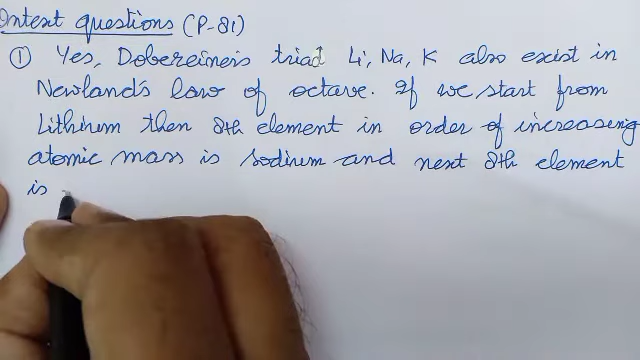 Intext questions (P-81)
① Yes, Dobereiner's triad Li, Na, K also exist in
Newland's law of octave. If we start from
Lithium then 8th element in order of increasing
atomic mass is sodium and next 8th element
is